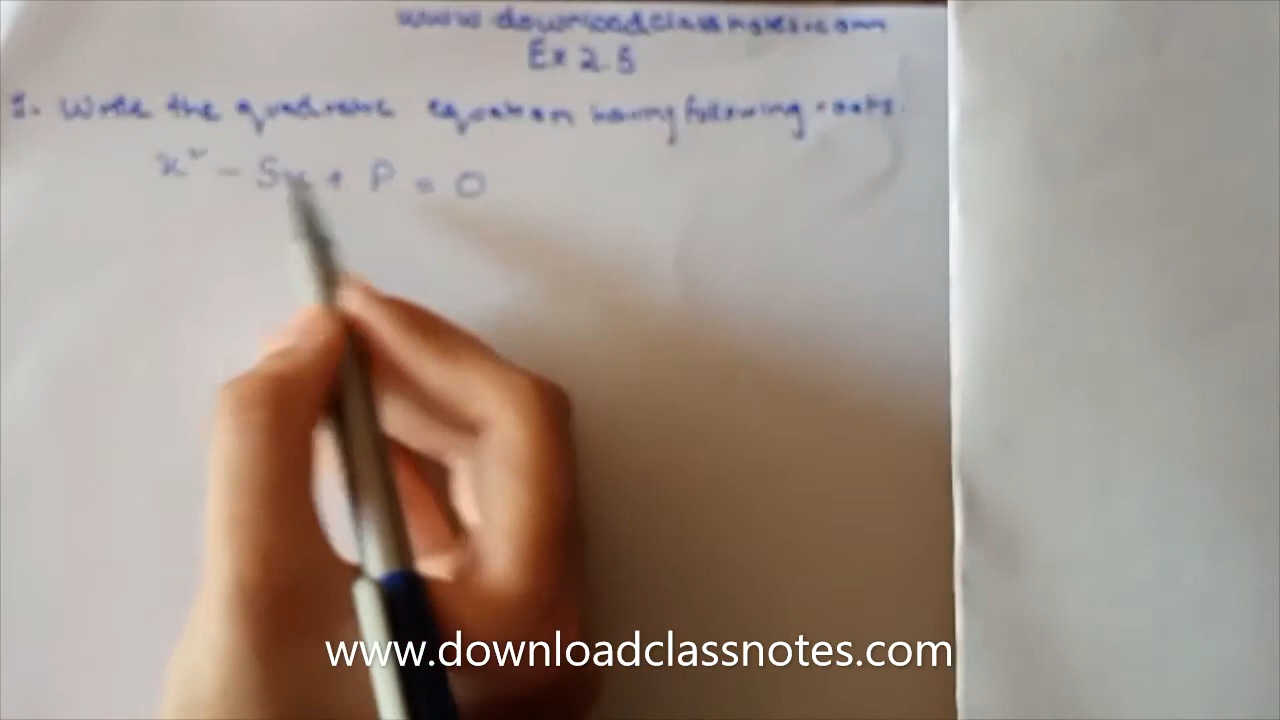 www.downloadclassnotes.com
Ex 2.5
1. Write the quadratic equation having following roots.
x² - Sx + P = 0
www.downloadclassnotes.com